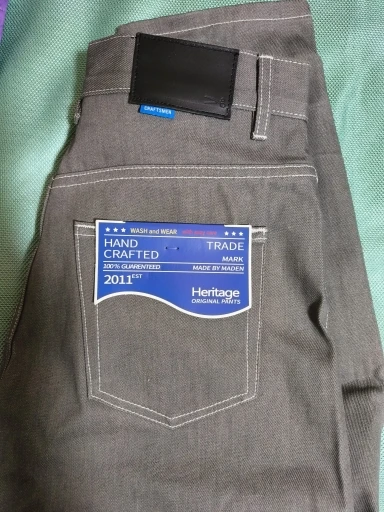 CRAFTSMEN
★ ★ ★ WASH and WEAR ★ ★ ★
HAND
CRAFTED
TRADE
MARK
100% GUARENTEED
MADE BY MADEN
2011EST
Heritage
ORIGINAL PANTS